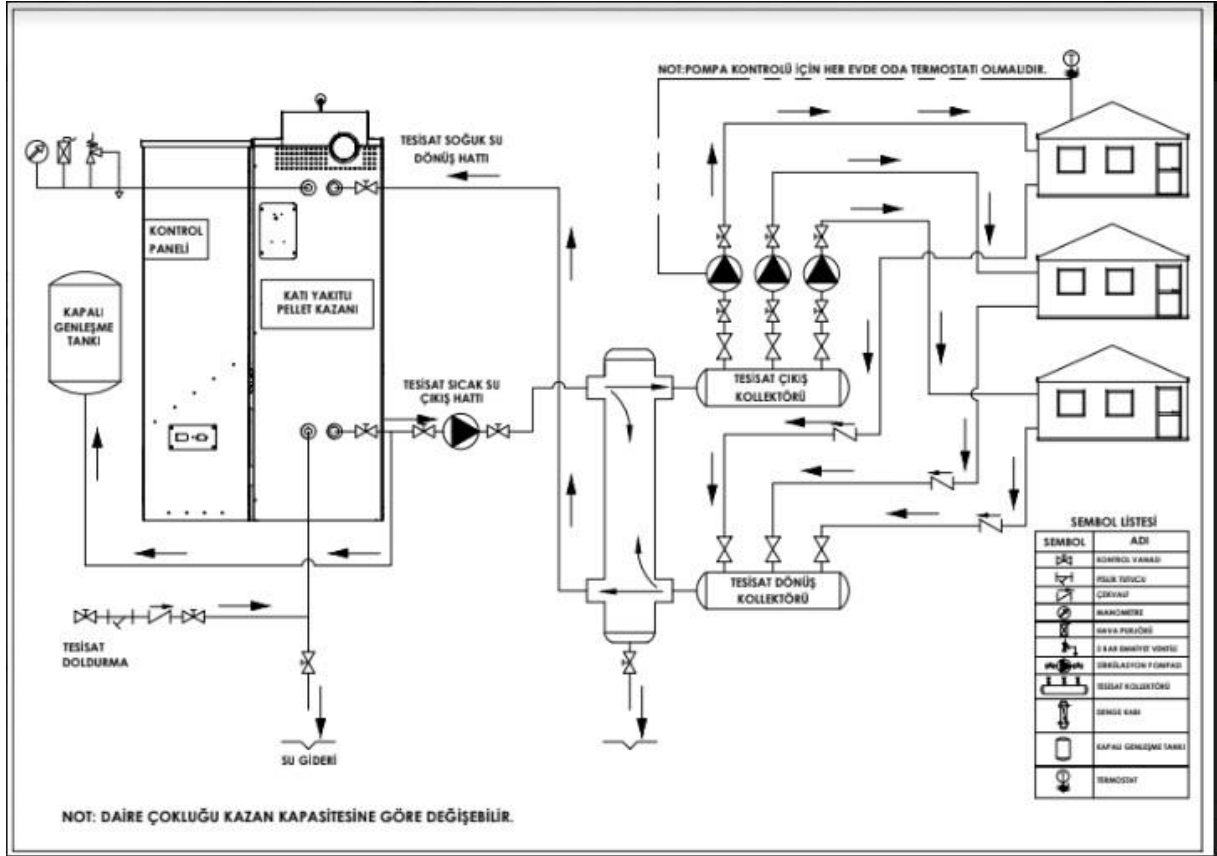 NOT:POMPA KONTROLÜ İÇİN HER EVDE ODA TERMOSTATI OLMALIDIR.
TESİSAT SOĞUK SU
DÖNÜŞ HATTI
KONTROL
PANELİ
KATI YAKITLI
PELLET KAZANI
KAPALI
GENLEŞME
TANKI
TESİSAT SICAK SU
ÇIKIŞ HATTI
TESİSAT ÇIKIŞ
KOLLEKTÖRÜ
TESİSAT DÖNÜŞ
KOLLEKTÖRÜ
TESİSAT
DOLDURMA
SU GİDERİ
SEMBOL LİSTESİ
SEMBOL ADI
KONTROL VANASI
PİSLİK TUTUCU
ÇEKVALF
MANOMETRE
HAVA PURJÖRÜ
3 BAR EMNİYET VENTİLİ
SİRKÜLASYON POMPASI
TESİSAT KOLLEKTÖRÜ
DENGE KABI
KAPALI GENLEŞME TANKI
TERMOSTAT
NOT: DAİRE ÇOKLUĞU KAZAN KAPASİTESİNE GÖRE DEĞİŞEBİLİR.